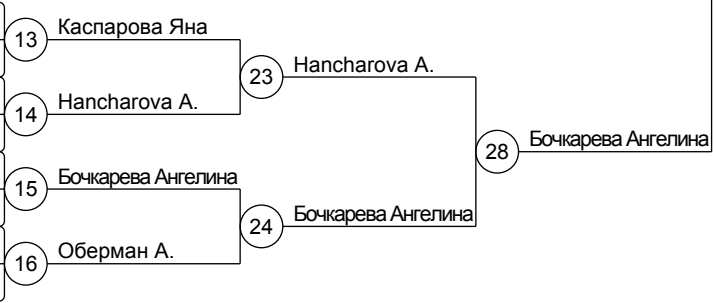 13 Каспарова Яна
23 Hancharova A.
14 Hancharova A.
28 Бочкарева Ангелина
15 Бочкарева Ангелина
24 Бочкарева Ангелина
16 Оберман А.